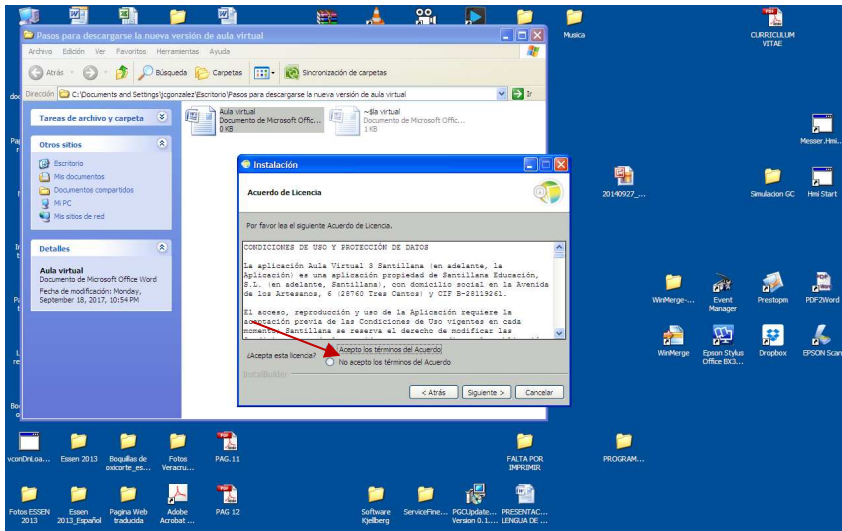 Pasos para descargarse la nueva versión de aula virtual
Archivo Edición Ver Favoritos Herramientas Ayuda
Atrás Búsqueda Carpetas Sincronización de carpetas
Dirección C:\Documents and Settings\jcgonzalez\Escritorio\Pasos para descargarse la nueva versión de aula virtual Ir
Tareas de archivo y carpeta
Otros sitios
Escritorio
Mis documentos
Documentos compartidos
Mi PC
Mis sitios de red
Detalles
Aula virtual
Documento de Microsoft Office Word
Fecha de modificación: Monday,
September 18, 2017, 10:54 PM
Aula virtual
Documento de Microsoft Offic...
0 KB
~$la virtual
Documento de Microsoft Offic...
1 KB
Instalación
Acuerdo de Licencia
Por favor lea el siguiente Acuerdo de Licencia.
CONDICIONES DE USO Y PROTECCIÓN DE DATOS
La aplicación Aula Virtual 3 Santillana (en adelante, la
Aplicación) es una aplicación propiedad de Santillana Educación,
S.L. (en adelante, Santillana), con domicilio social en la Avenida
de los Artesanos, 6 (28760 Tres Cantos) y CIF B-28119261.
El acceso, reproducción y uso de la Aplicación requiere la
aceptación previa de las Condiciones de Uso vigentes en cada
momento; Santillana se reserva el derecho de modificar las
¿Acepta esta licencia?
Acepto los términos del Acuerdo
No acepto los términos del Acuerdo
InstallBuilder
< Atrás Siguiente > Cancelar
Musica
CURRICULUM
VITAE
Messer.Hmi...
20140927_...
Simulacion GC
Hmi Start
WinMerge-...
Event
Manager
Prestopm
PDF2Word
WinMerge
Epson Stylus
Office BX3...
Dropbox
EPSON Scan
vconDnLoa...
Essen 2013
Boquillas de
oxicorte_es...
Fotos
Veracru...
PAG.11
FALTA POR
IMPRIMIR
PROGRAM...
Fotos ESSEN
2013
Essen
2013_Español
Pagina Web
traducida
Adobe
Acrobat ...
PAG 12
Software
Kjellberg
ServiceFine...
PGCUpdate...
Version 0.1....
PRESENTAC...
LENGUA DE ...